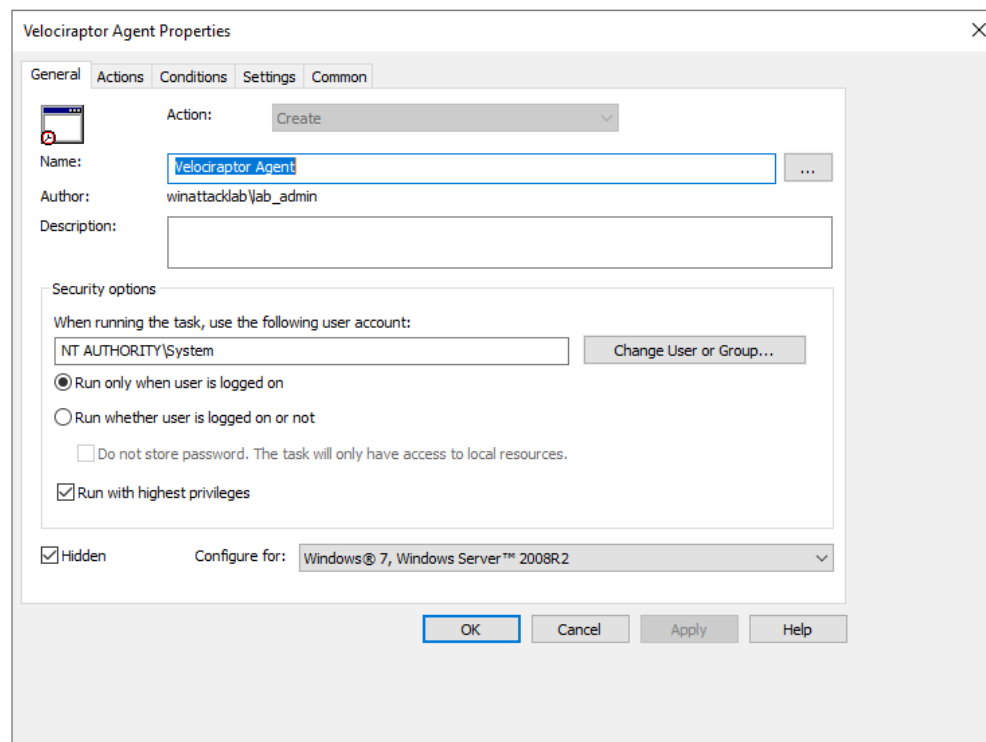 Velociraptor Agent Properties
General Actions Conditions Settings Common
Action: Create
Name: Velociraptor Agent ...
Author: winattacklab\lab_admin
Description:
Security options
When running the task, use the following user account:
NT AUTHORITY\System Change User or Group...
Run only when user is logged on
Run whether user is logged on or not
Do not store password. The task will only have access to local resources.
Run with highest privileges
Hidden Configure for: Windows® 7, Windows Server™ 2008R2
OK Cancel Apply Help